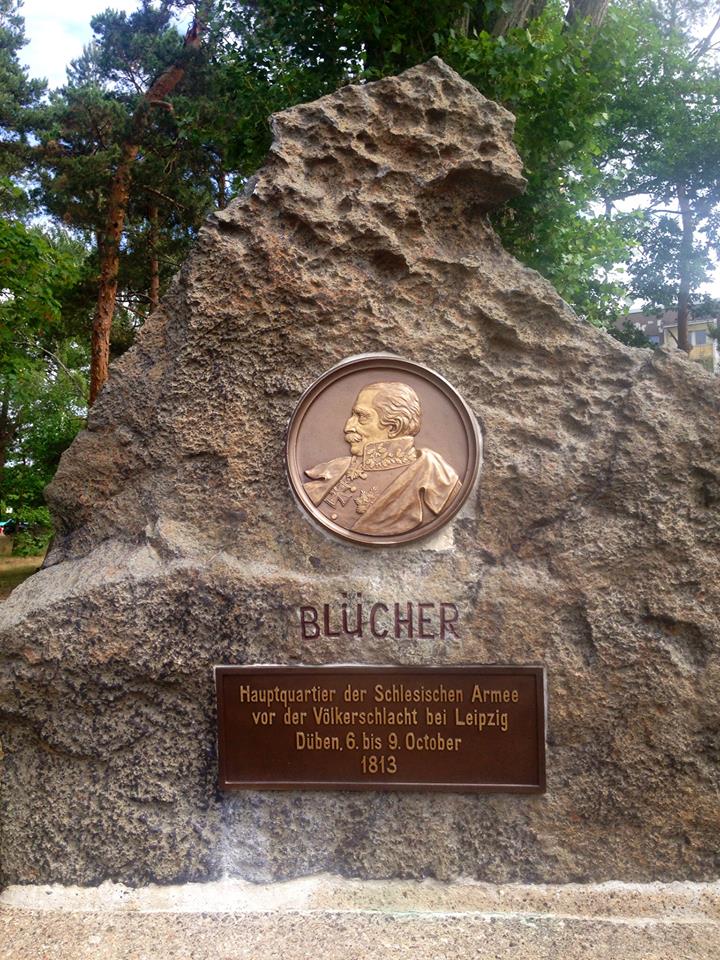 BLÜCHER
Hauptquartier der Schlesischen Armee
vor der Völkerschlacht bei Leipzig
Düben, 6. bis 9. October
1813